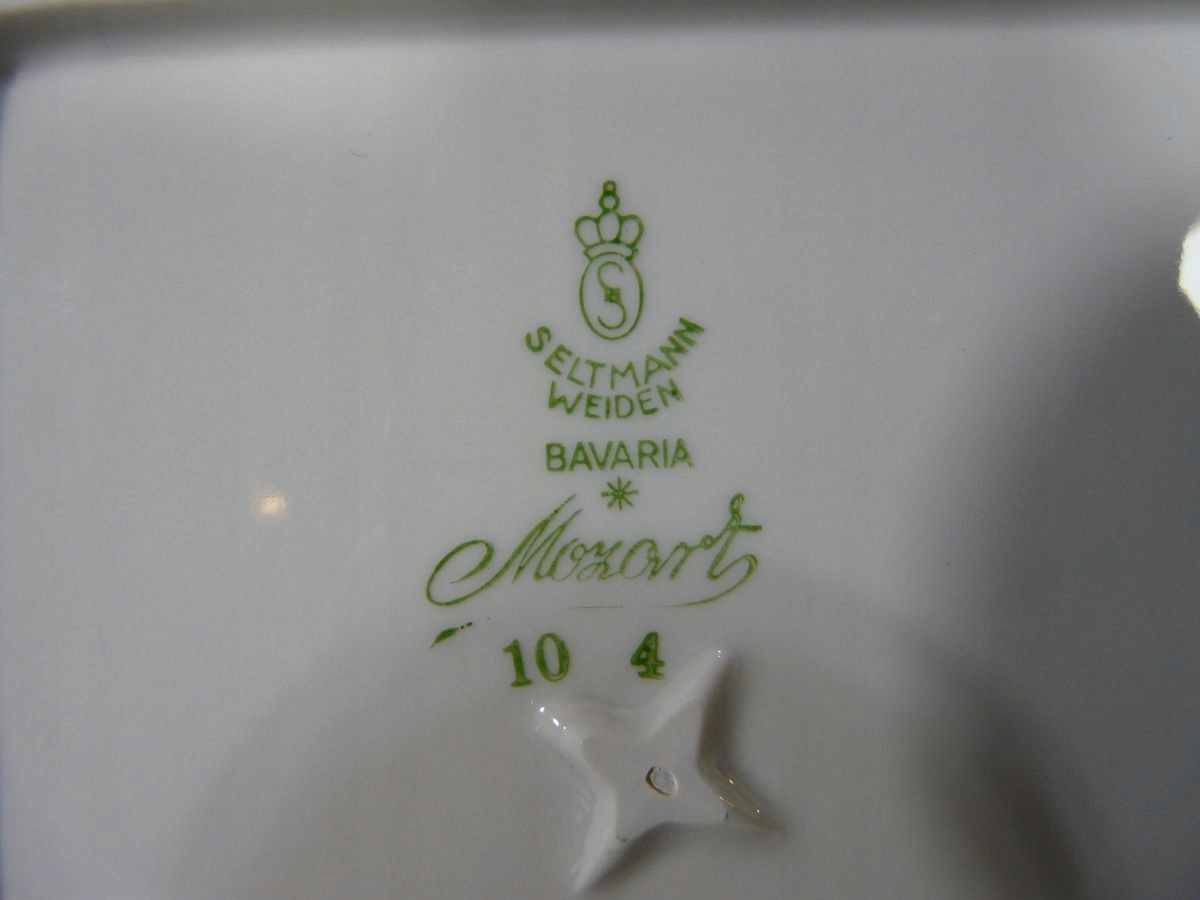 S
SELTMANN
WEIDEN
BAVARIA
Mozart
10 4